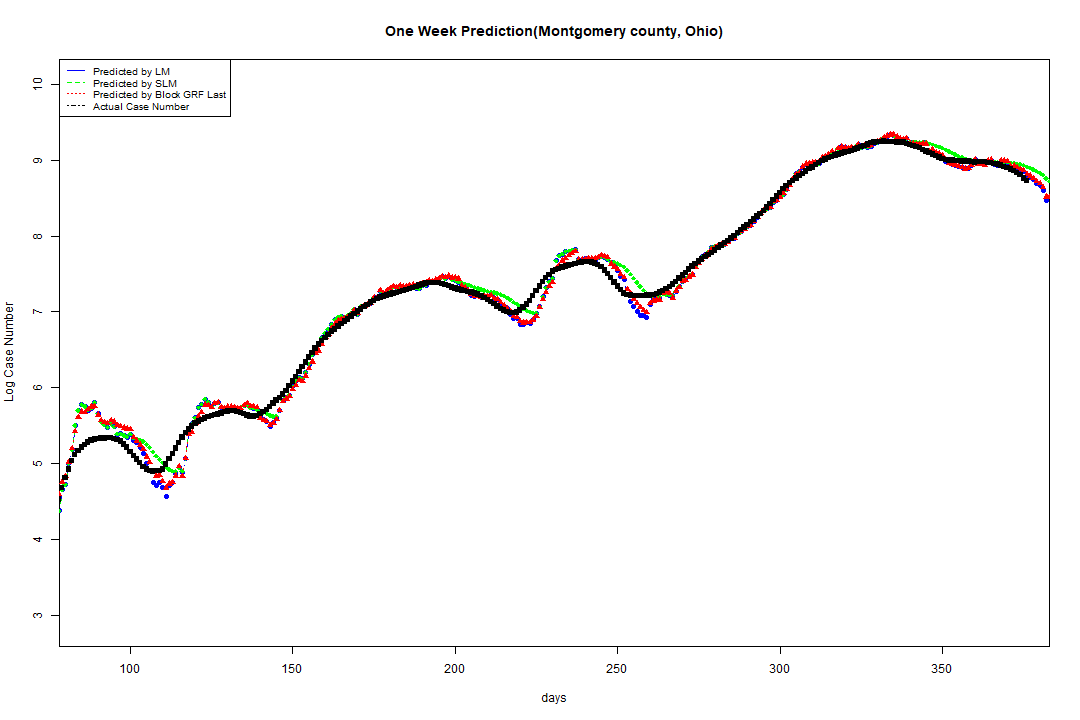 One Week Prediction(Montgomery county, Ohio)
Predicted by LM
Predicted by SLM
Predicted by Block GRF Last
Actual Case Number
10
9
8
7
6
5
4
3
Log Case Number
100 150 200 250 300 350
days